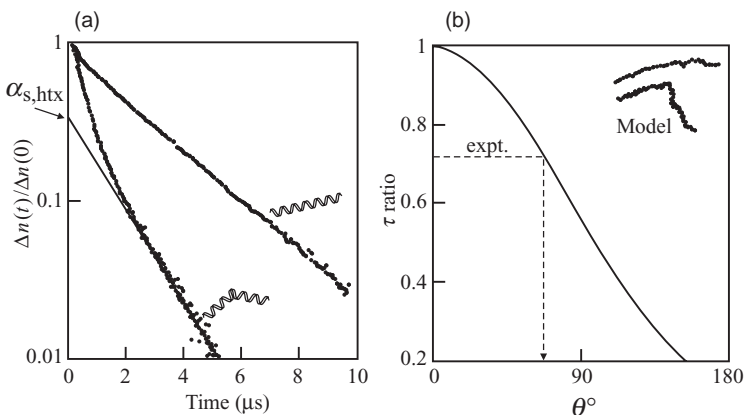 (a)
1
α_s,htx
Δn(t)/Δn(0)
0.1
0.01
0 2 4 6 8 10
Time (μs)
(b)
1
0.8
τ ratio
0.6
0.4
0.2
expt.
Model
0 90 180
θ°